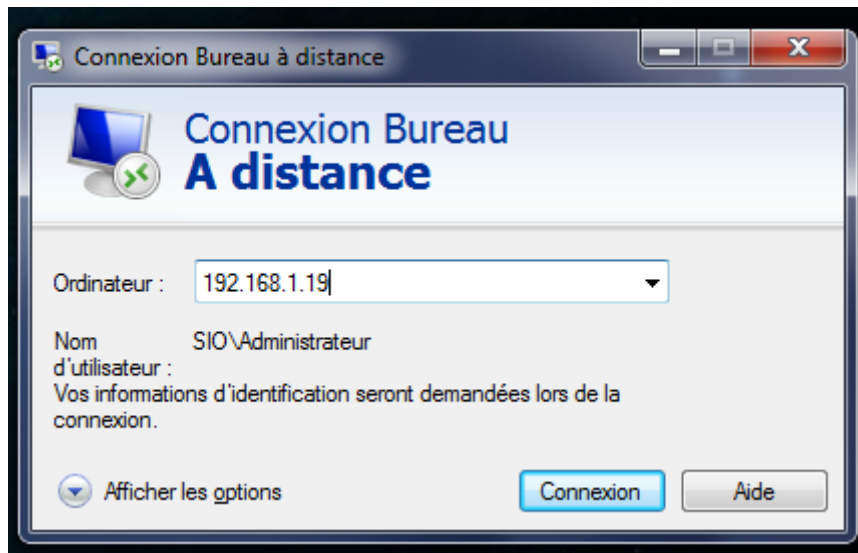 Connexion Bureau à distance
Connexion Bureau
A distance
Ordinateur : 192.168.1.19
Nom d'utilisateur : SIO\Administrateur
Vos informations d'identification seront demandées lors de la
connexion.
Afficher les options Connexion Aide